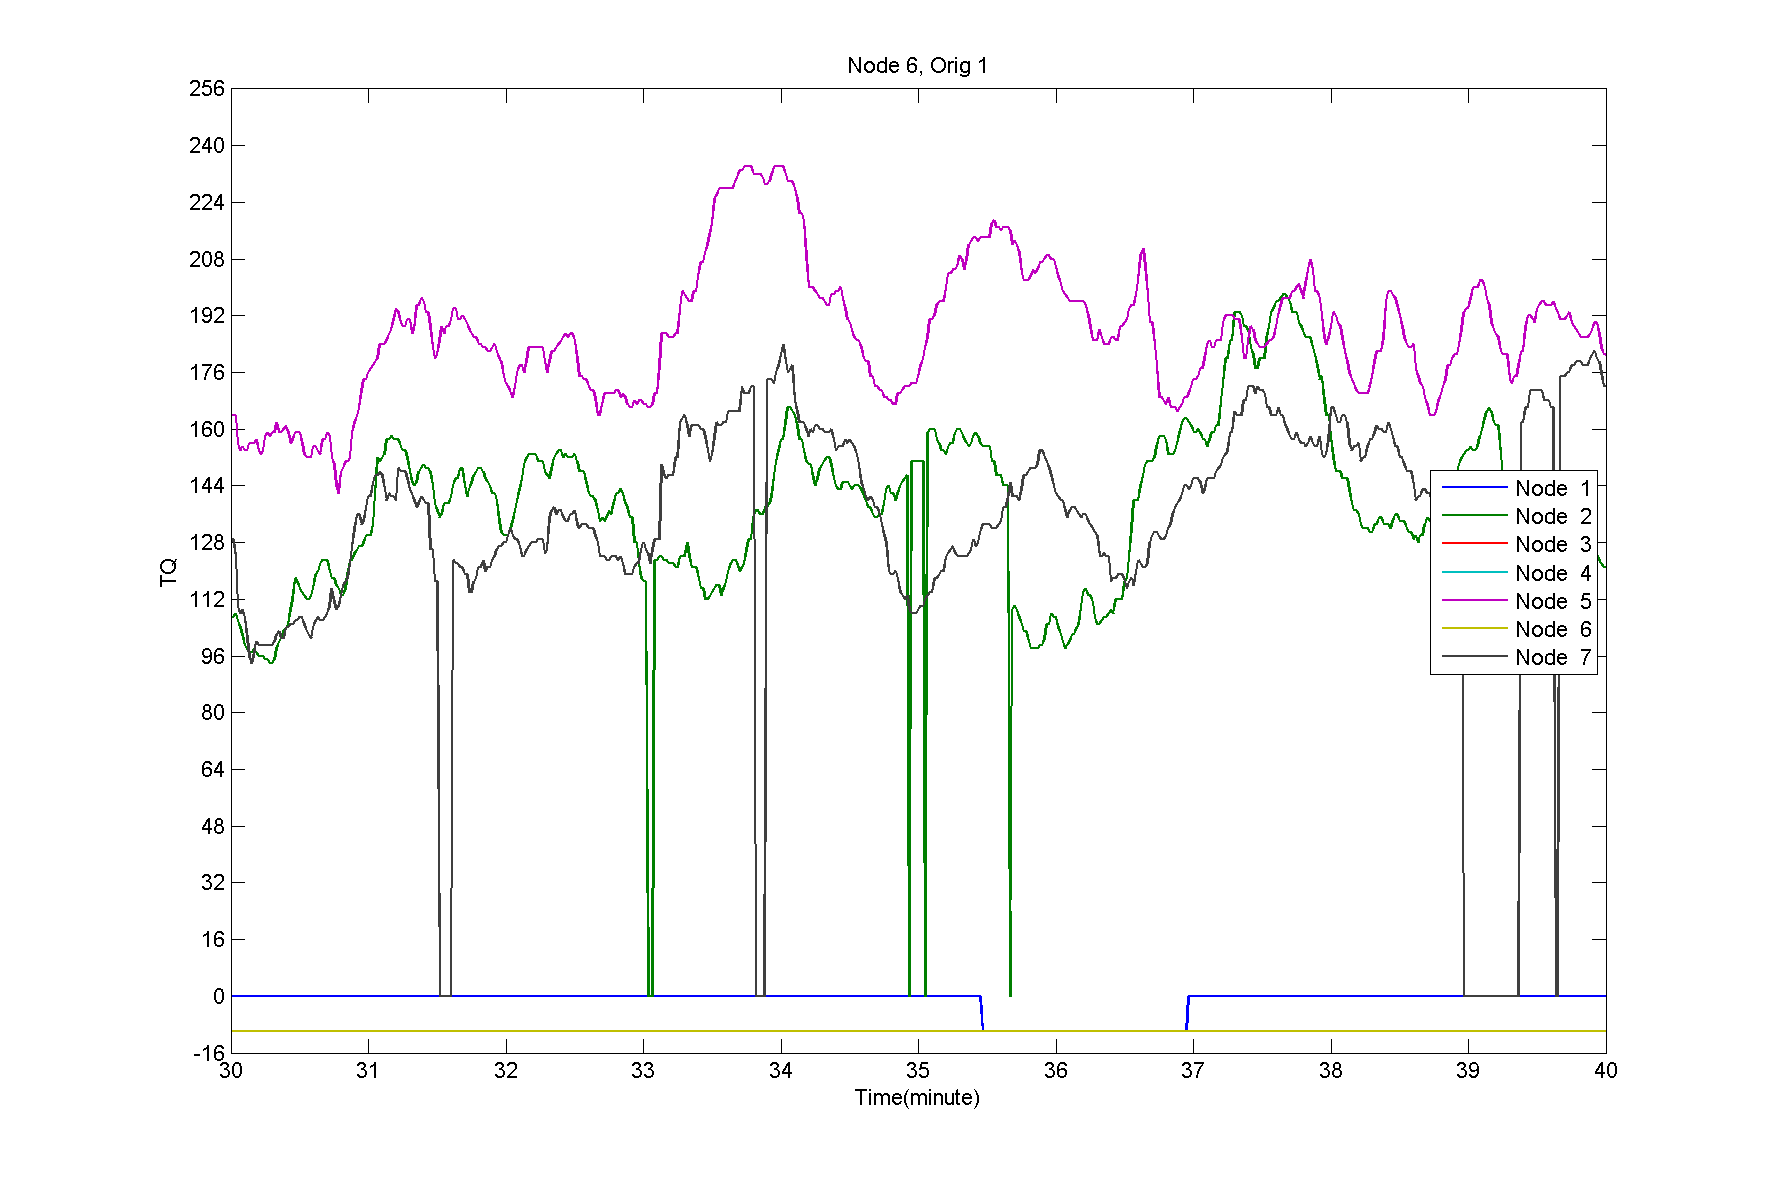 Node 6, Orig 1
256
240
224
208
192
176
160
144
128
112
96
80
64
48
32
16
0
-16
TQ
Node 1
Node 2
Node 3
Node 4
Node 5
Node 6
Node 7
30 31 32 33 34 35 36 37 38 39 40
Time(minute)